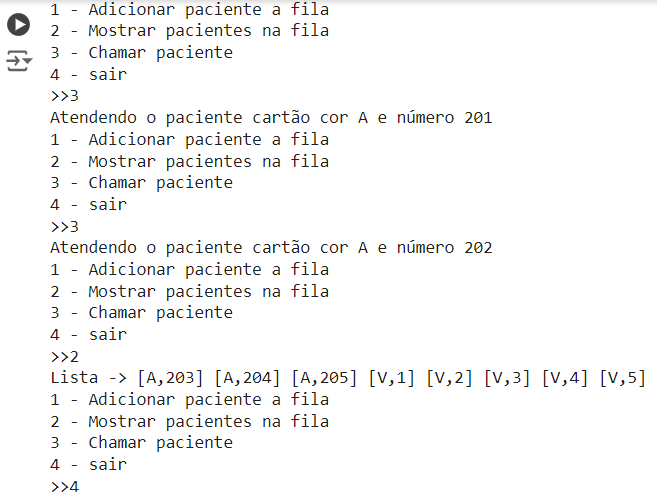 1 - Adicionar paciente a fila
2 - Mostrar pacientes na fila
3 - Chamar paciente
4 - sair
>>3
Atendendo o paciente cartão cor A e número 201
1 - Adicionar paciente a fila
2 - Mostrar pacientes na fila
3 - Chamar paciente
4 - sair
>>3
Atendendo o paciente cartão cor A e número 202
1 - Adicionar paciente a fila
2 - Mostrar pacientes na fila
3 - Chamar paciente
4 - sair
>>2
Lista -> [A,203] [A,204] [A,205] [V,1] [V,2] [V,3] [V,4] [V,5]
1 - Adicionar paciente a fila
2 - Mostrar pacientes na fila
3 - Chamar paciente
4 - sair
>>4